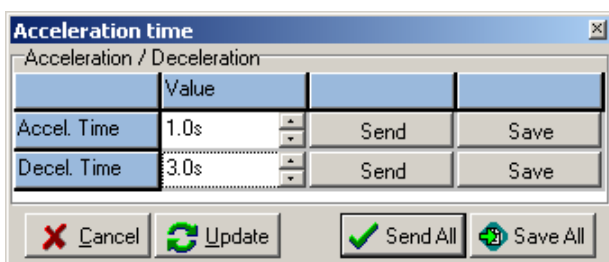 Acceleration time
Acceleration / Deceleration
Value
Accel. Time 1.0s Send Save
Decel. Time 3.0s Send Save
Cancel Update Send All Save All